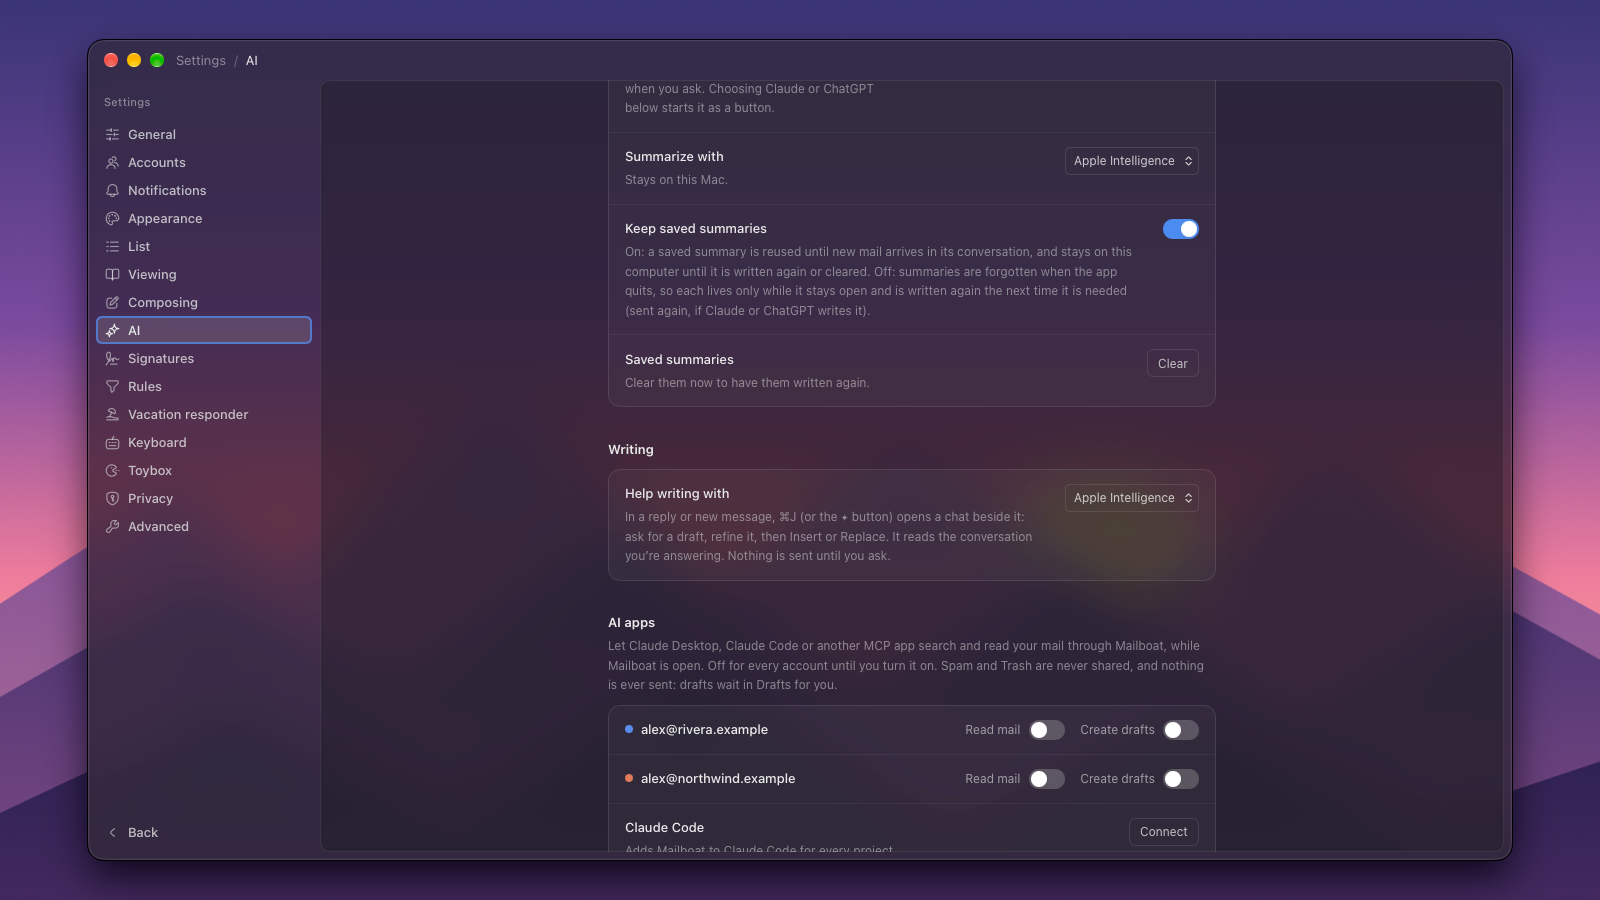 Settings / AI
Settings
General
Accounts
Notifications
Appearance
List
Viewing
Composing
AI
Signatures
Rules
Vacation responder
Keyboard
Toybox
Privacy
Advanced
Back
when you ask. Choosing Claude or ChatGPT
below starts it as a button.
Summarize with
Apple Intelligence
Stays on this Mac.
Keep saved summaries
On: a saved summary is reused until new mail arrives in its conversation, and stays on this
computer until it is written again or cleared. Off: summaries are forgotten when the app
quits, so each lives only while it stays open and is written again the next time it is needed
(sent again, if Claude or ChatGPT writes it).
Saved summaries
Clear
Clear them now to have them written again.
Writing
Help writing with
Apple Intelligence
In a reply or new message, ⌘J (or the ✦ button) opens a chat beside it:
ask for a draft, refine it, then Insert or Replace. It reads the conversation
you're answering. Nothing is sent until you ask.
AI apps
Let Claude Desktop, Claude Code or another MCP app search and read your mail through Mailboat, while
Mailboat is open. Off for every account until you turn it on. Spam and Trash are never shared, and nothing
is ever sent: drafts wait in Drafts for you.
alex@rivera.example Read mail Create drafts
alex@northwind.example Read mail Create drafts
Claude Code
Connect
Adds Mailboat to Claude Code for every project